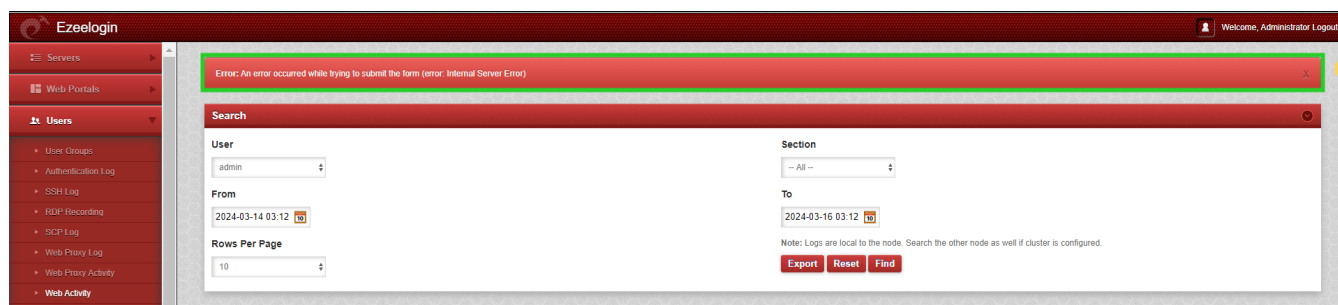 Ezeelogin
Welcome, Administrator Logout
Servers
Web Portals
Users
User Groups
Authentication Log
SSH Log
RDP Recording
SCP Log
Web Proxy Log
Web Proxy Activity
Web Activity
Error: An error occurred while trying to submit the form (error: Internal Server Error)
X
Search
User
admin
Section
-- All --
From
2024-03-14 03:12
10
To
2024-03-16 03:12
10
Rows Per Page
10
Note: Logs are local to the node. Search the other node as well if cluster is configured.
Export Reset Find